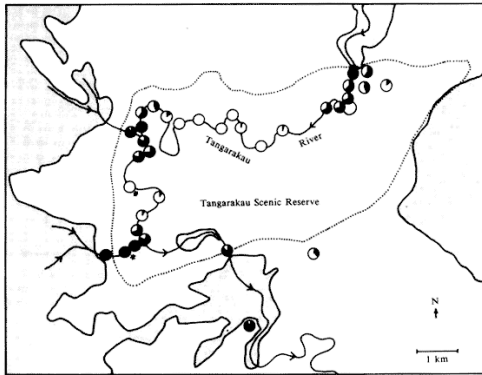 Tangarakau
River
Tangarakau Scenic Reserve
N
1 km